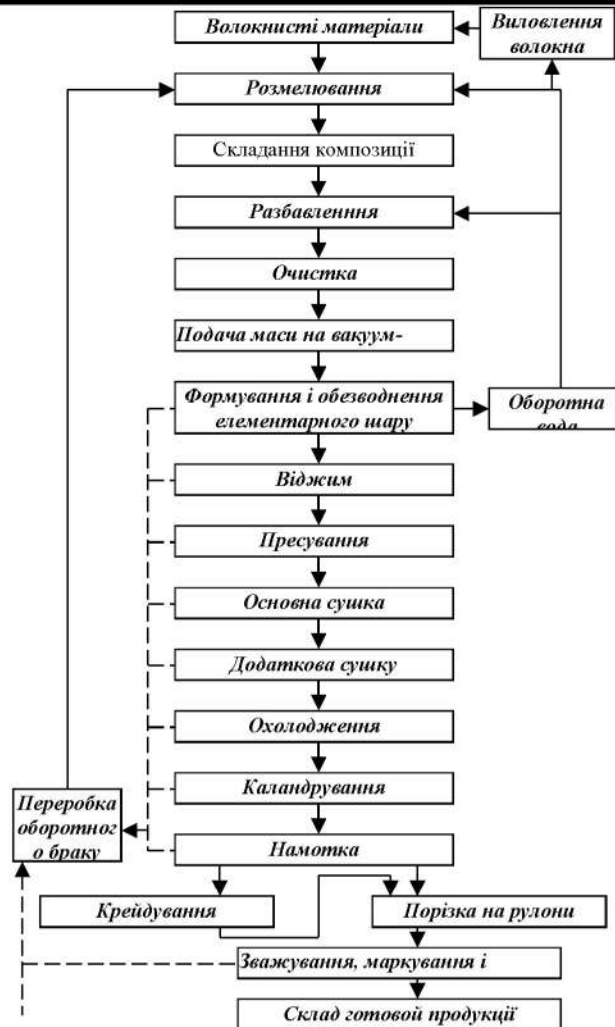 Волокнисті матеріали
Виловлення
волокна
Розмелювання
Складання композиції
Разбавленння
Очистка
Подача маси на вакуум-
Формування і обезводнення
елементарного шару
Оборотна
вода
Віджим
Пресування
Основна сушка
Додаткова сушку
Охолодження
Каландрування
Переробка
оборотног
о браку
Намотка
Крейдування
Порізка на рулони
Зважування, маркування і
Склад готовой продукції